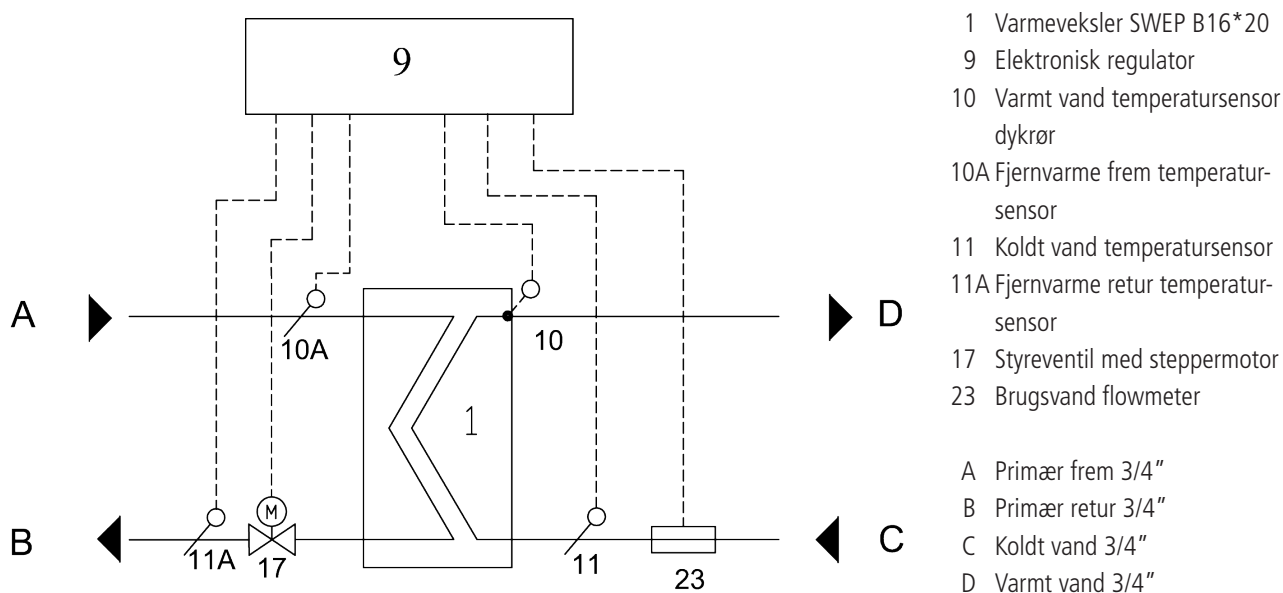 9
A
10A
10
D
1
M
B
11A
17
11
23
C
1 Varmeveksler SWEP B16*20
9 Elektronisk regulator
10 Varmt vand temperatursensor
dykrør
10A Fjernvarme frem temperatur-
sensor
11 Koldt vand temperatursensor
11A Fjernvarme retur temperatur-
sensor
17 Styreventil med steppermotor
23 Brugsvand flowmeter
A Primær frem 3/4"
B Primær retur 3/4"
C Koldt vand 3/4"
D Varmt vand 3/4"